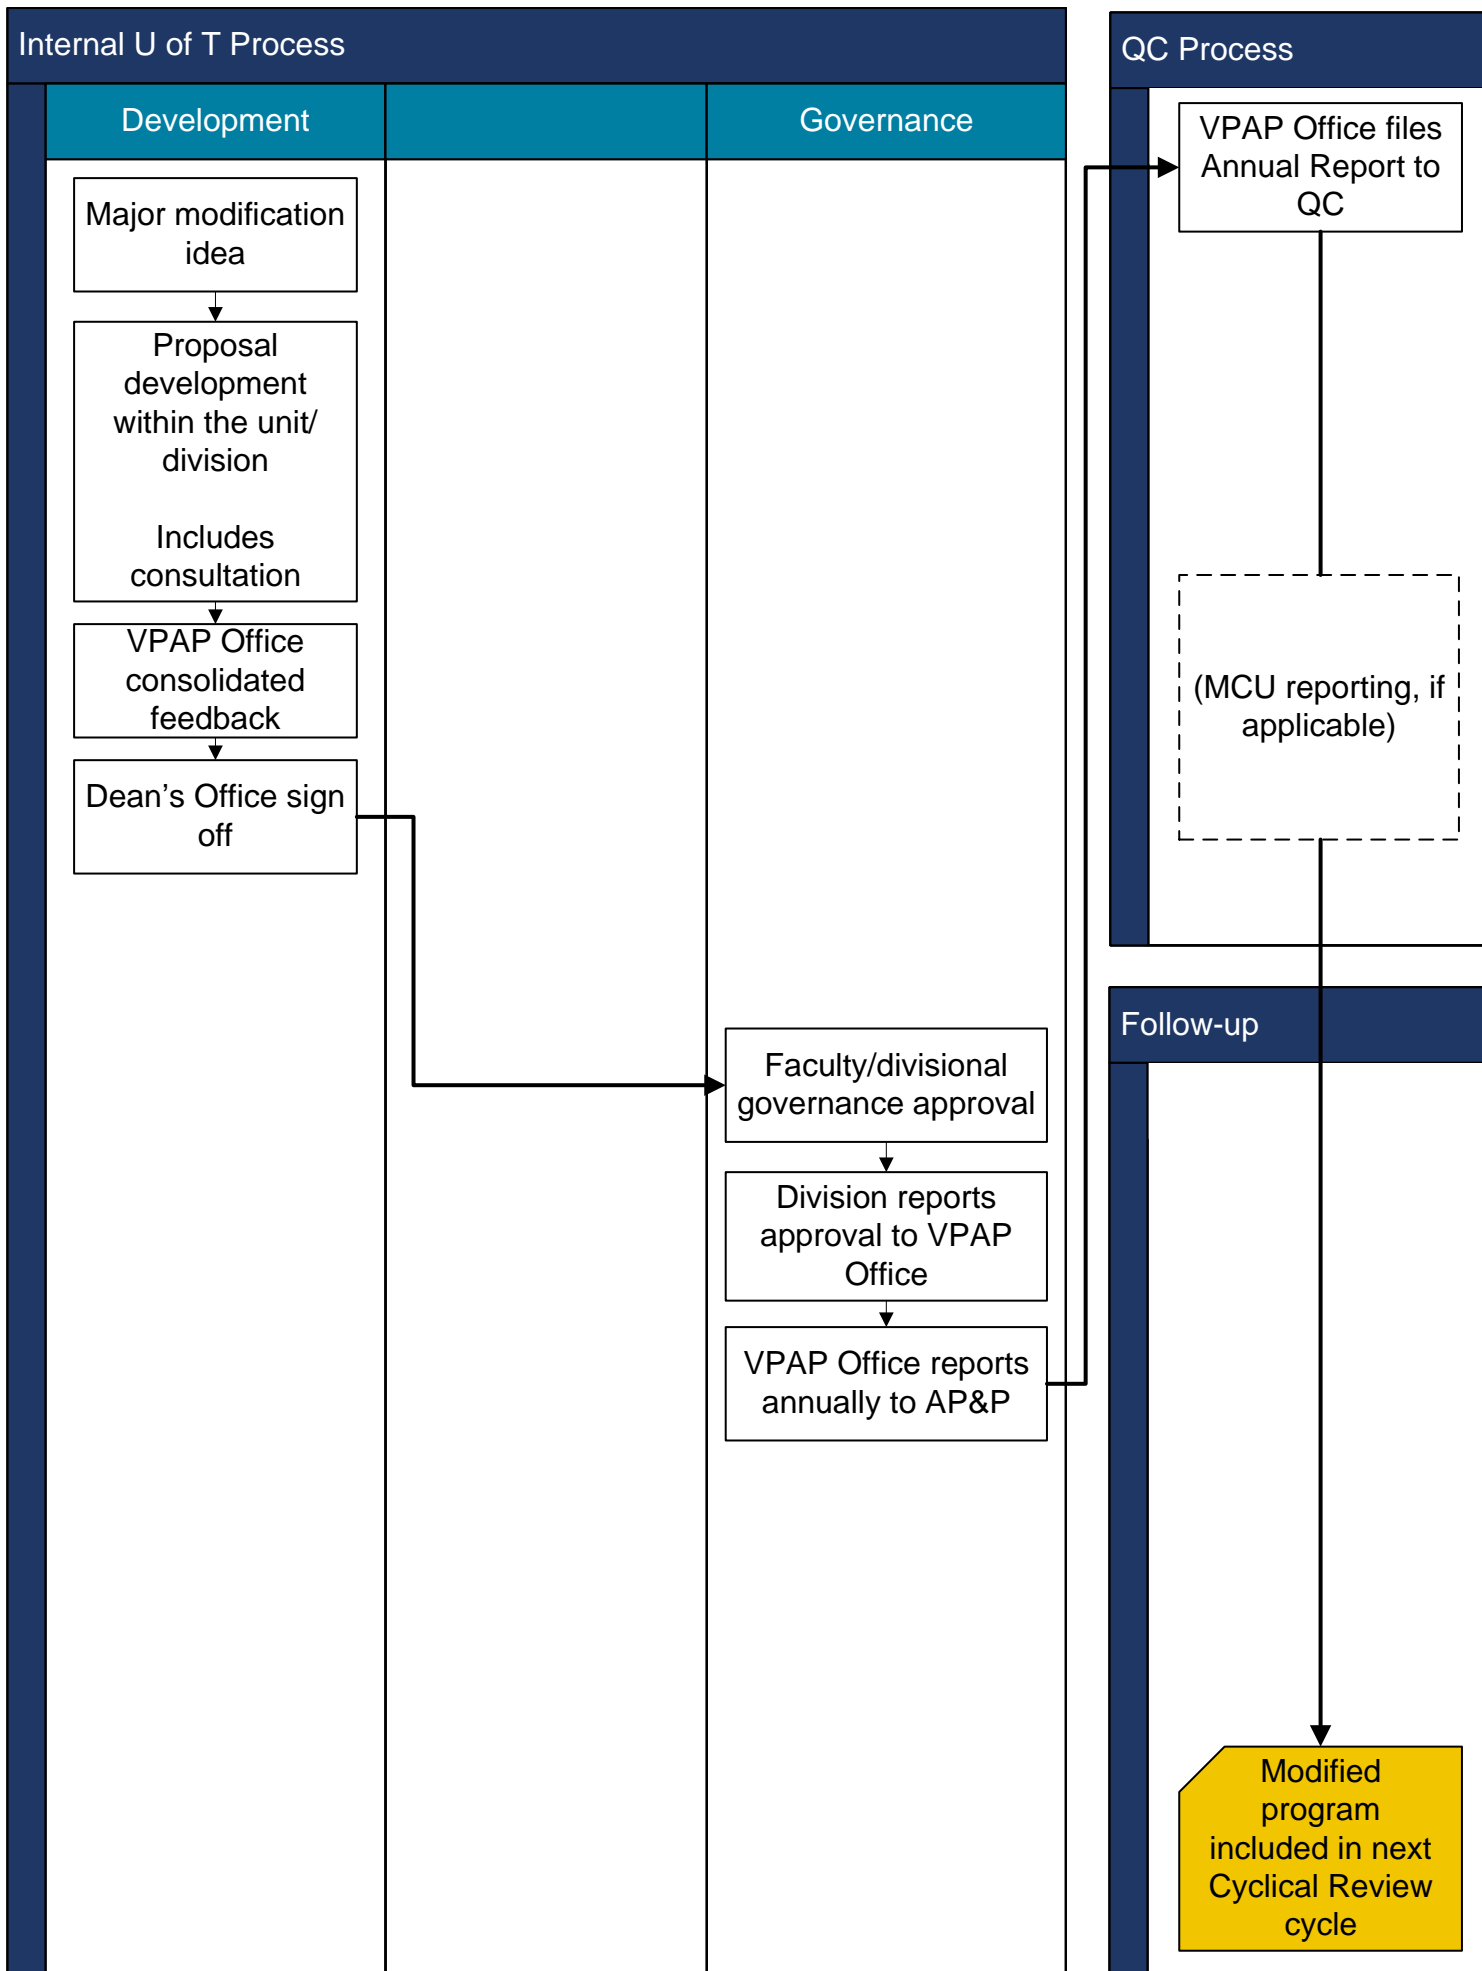 Internal U of T Process
Development
Governance
Major modification
idea
Proposal
development
within the unit/
division
Includes
consultation
VPAP Office
consolidated
feedback
Dean’s Office sign
off
Faculty/divisional
governance approval
Division reports
approval to VPAP
Office
VPAP Office reports
annually to AP&P
QC Process
VPAP Office files
Annual Report to
QC
(MCU reporting, if
applicable)
Follow-up
Modified
program
included in next
Cyclical Review
cycle